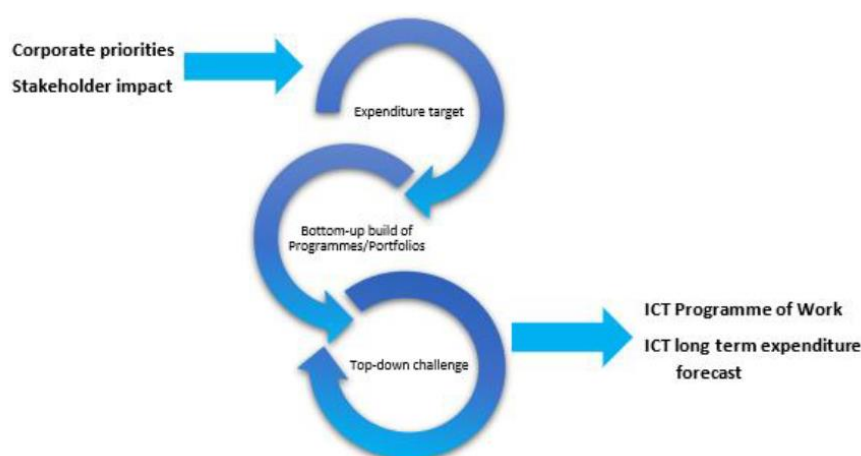 Corporate priorities
Stakeholder impact
Expenditure target
Bottom-up build of
Programmes/Portfolios
Top-down challenge
ICT Programme of Work
ICT long term expenditure
forecast